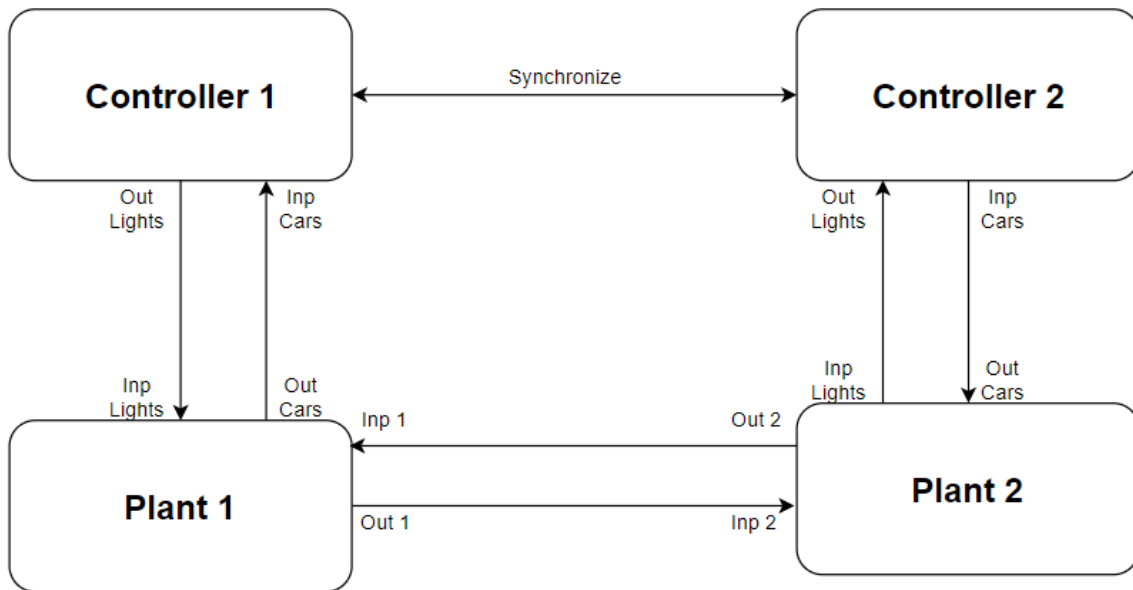 Controller 1
Synchronize
Controller 2
Out
Lights
Inp
Cars
Out
Lights
Inp
Cars
Inp
Lights
Out
Cars
Inp
Lights
Out
Cars
Inp 1
Out 2
Plant 1
Plant 2
Out 1
Inp 2